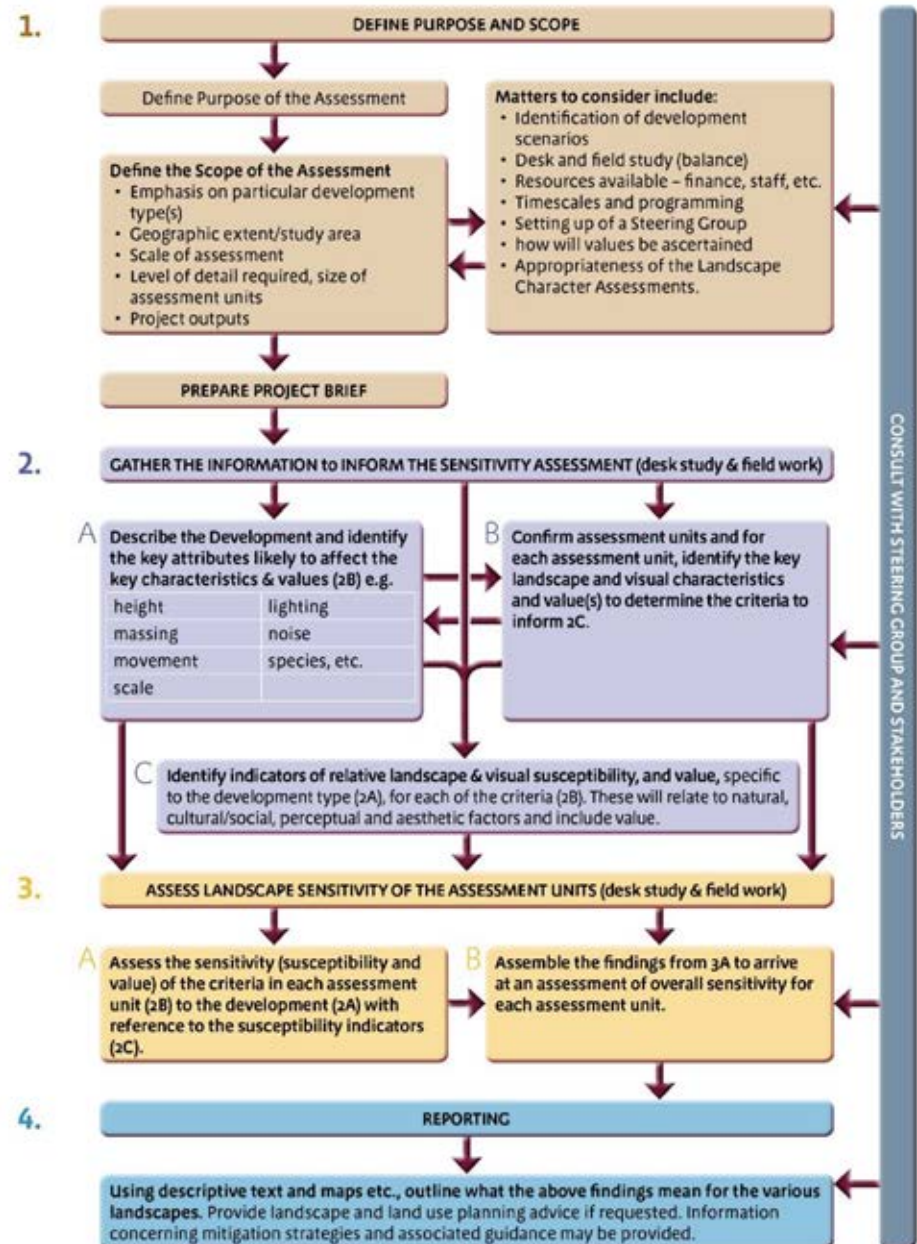 1.
DEFINE PURPOSE AND SCOPE
Define Purpose of the Assessment
Define the Scope of the Assessment
• Emphasis on particular development
type(s)
• Geographic extent/study area
• Scale of assessment
• Level of detail required, size of
assessment units
• Project outputs
Matters to consider include:
• Identification of development
scenarios
• Desk and field study (balance)
• Resources available – finance, staff, etc.
• Timescales and programming
• Setting up of a Steering Group
• how will values be ascertained
• Appropriateness of the Landscape
Character Assessments.
PREPARE PROJECT BRIEF
2.
GATHER THE INFORMATION to INFORM THE SENSITIVITY ASSESSMENT (desk study & field work)
A
Describe the Development and identify
the key attributes likely to affect the
key characteristics & values (2B) e.g.
height lighting
massing noise
movement species, etc.
scale
B
Confirm assessment units and for
each assessment unit, identify the key
landscape and visual characteristics
and value(s) to determine the criteria to
inform 2C.
C
Identify indicators of relative landscape & visual susceptibility, and value, specific
to the development type (2A), for each of the criteria (2B). These will relate to natural,
cultural/social, perceptual and aesthetic factors and include value.
3.
ASSESS LANDSCAPE SENSITIVITY OF THE ASSESSMENT UNITS (desk study & field work)
A
Assess the sensitivity (susceptibility and
value) of the criteria in each assessment
unit (2B) to the development (2A) with
reference to the susceptibility indicators
(2C).
B
Assemble the findings from 3A to arrive
at an assessment of overall sensitivity for
each assessment unit.
4.
REPORTING
Using descriptive text and maps etc., outline what the above findings mean for the various
landscapes. Provide landscape and land use planning advice if requested. Information
concerning mitigation strategies and associated guidance may be provided.
CONSULT WITH STEERING GROUP AND STAKEHOLDERS